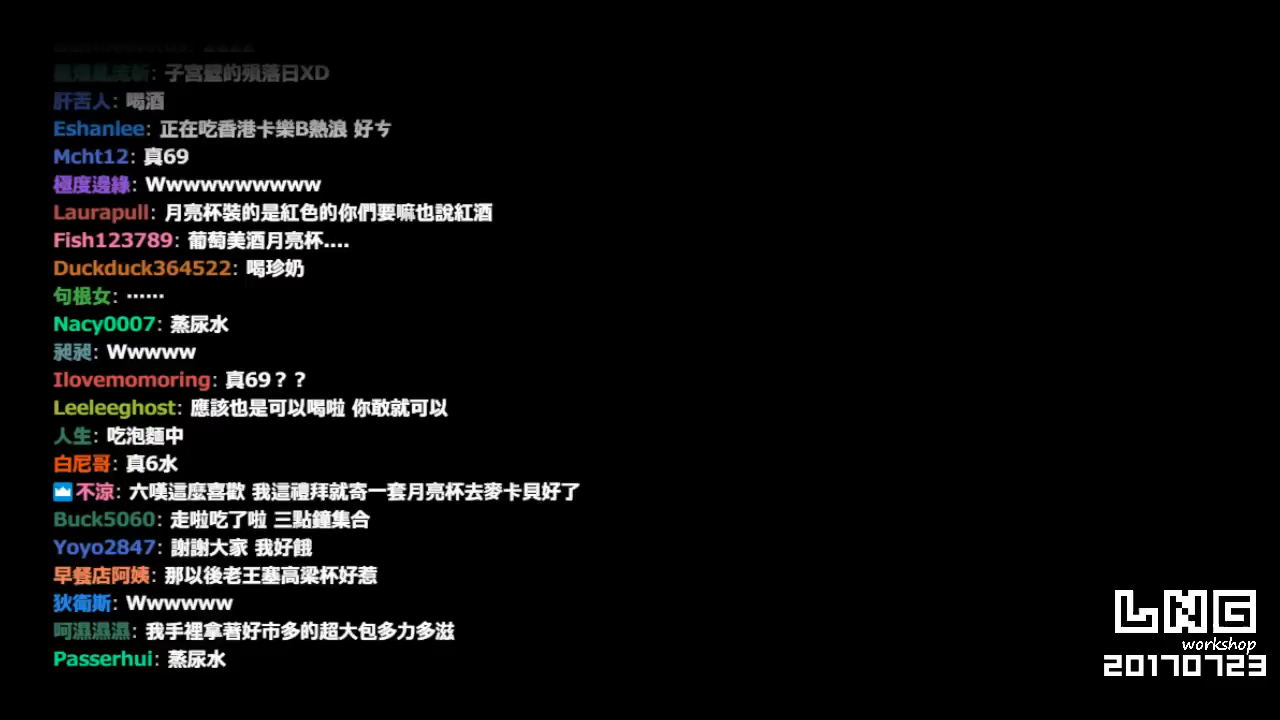 子宮壁的殞落日XD
肝苦人: 喝酒
Eshanlee: 正在吃香港卡樂B熱浪 好ㄘ
Mcht12: 真69
極度邊緣: Wwwwwwwwww
Laurapull: 月亮杯裝的是紅色的你們要嘛也說紅酒
Fish123789: 葡萄美酒月亮杯....
Duckduck364522: 喝珍奶
句根女: ⋯⋯
Nacy0007: 蒸尿水
昶昶: Wwwww
Ilovemomoring: 真69？？
Leeleeghost: 應該也是可以喝啦 你敢就可以
人生: 吃泡麵中
白尼哥: 真6水
不涼: 六嘆這麼喜歡 我這禮拜就寄一套月亮杯去麥卡貝好了
Buck5060: 走啦吃了啦 三點鐘集合
Yoyo2847: 謝謝大家 我好餓
早餐店阿姨: 那以後老王塞高梁杯好惹
狄衛斯: Wwwwww
呵濕濕濕: 我手裡拿著好市多的超大包多力多滋
Passerhui: 蒸尿水
LNG
workshop
20170723